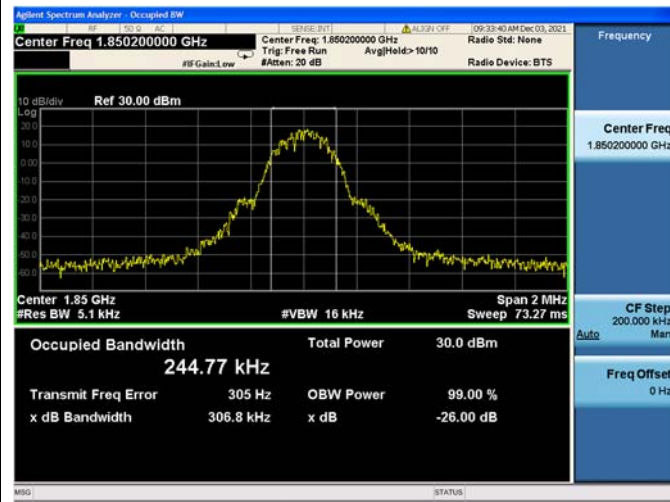 Agilent Spectrum Analyzer - Occupied BW
RF 50 Ω AC SENSE:INT ALIGN OFF 09:33:40 AM Dec 03, 2021
Center Freq 1.850200000 GHz Center Freq: 1.850200000 GHz Radio Std: None Frequency
Trig: Free Run Avg|Hold:>10/10
#IFGain:Low #Atten: 20 dB Radio Device: BTS
10 dB/div Ref 30.00 dBm
Log
20.0
10.0
0.00
-10.0
-20.0
-30.0
-40.0
-50.0
-60.0
Center Freq
1.850200000 GHz
Center 1.85 GHz Span 2 MHz
#Res BW 5.1 kHz #VBW 16 kHz Sweep 73.27 ms
CF Step
200.000 kHz
Auto Man
Occupied Bandwidth Total Power 30.0 dBm
244.77 kHz
Transmit Freq Error 305 Hz OBW Power 99.00 %
x dB Bandwidth 306.8 kHz x dB -26.00 dB
Freq Offset
0 Hz
MSG STATUS